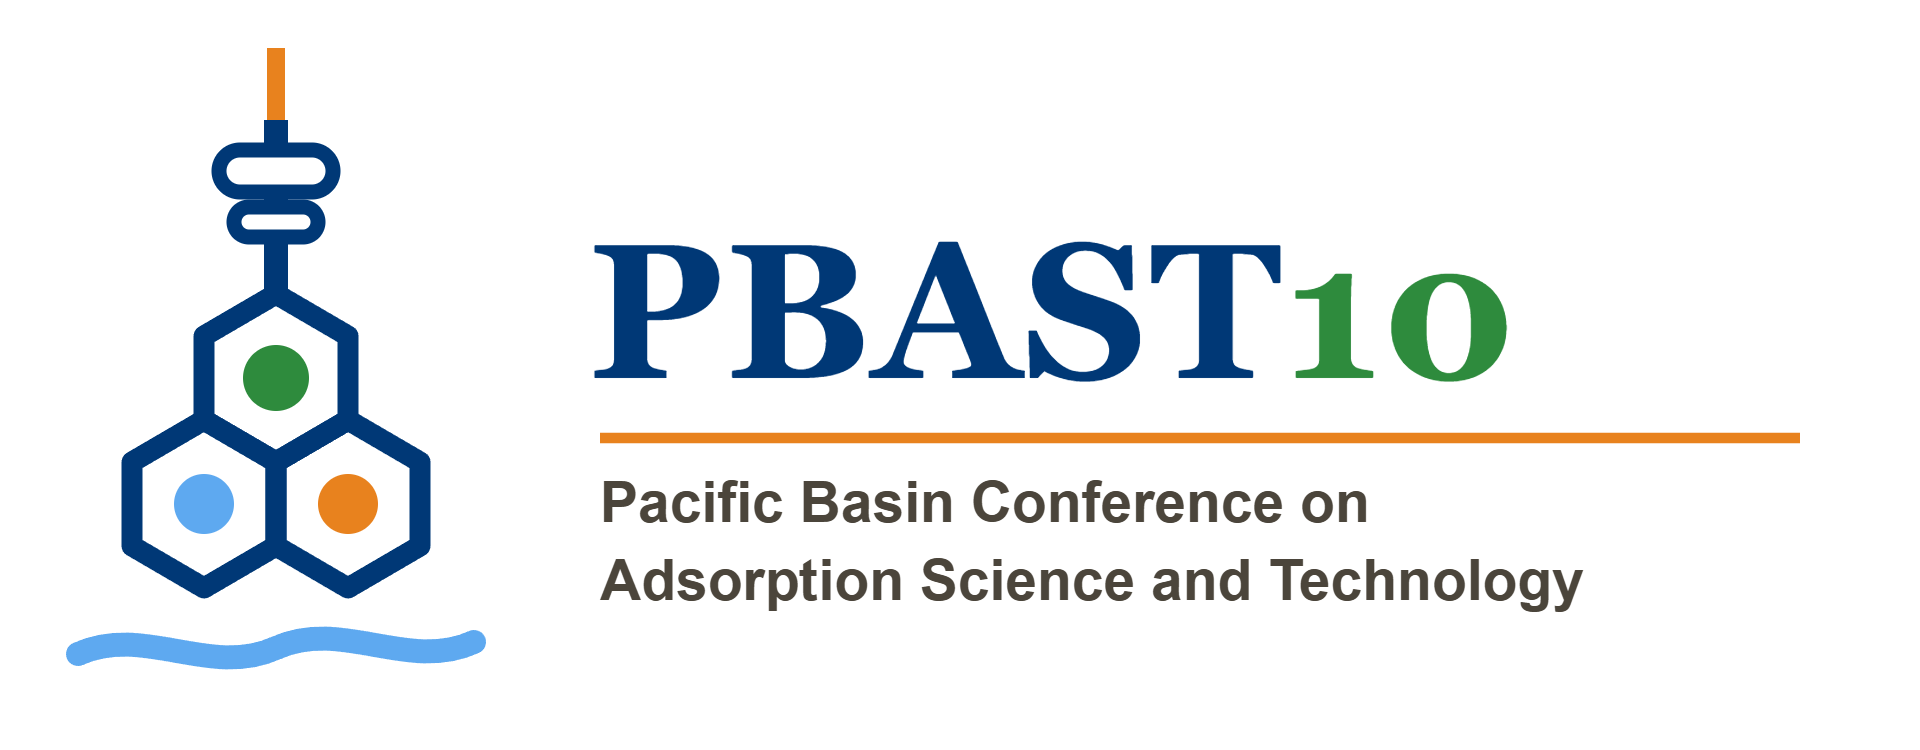 PBAST10
Pacific Basin Conference on
Adsorption Science and Technology